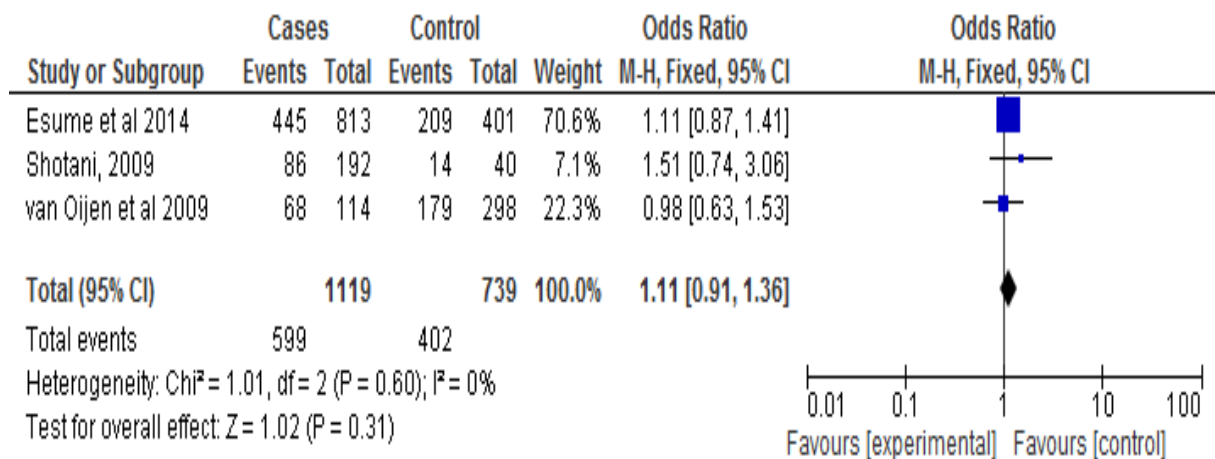 Cases Control Odds Ratio Odds Ratio
Study or Subgroup Events Total Events Total Weight M-H, Fixed, 95% CI M-H, Fixed, 95% CI
Esume et al 2014 445 813 209 401 70.6% 1.11 [0.87, 1.41]
Shotani, 2009 86 192 14 40 7.1% 1.51 [0.74, 3.06]
van Oijen et al 2009 68 114 179 298 22.3% 0.98 [0.63, 1.53]
Total (95% CI) 1119 739 100.0% 1.11 [0.91, 1.36]
Total events 599 402
Heterogeneity: Chi² = 1.01, df = 2 (P = 0.60); I² = 0%
Test for overall effect: Z = 1.02 (P = 0.31)
0.01 0.1 1 10 100
Favours [experimental] Favours [control]